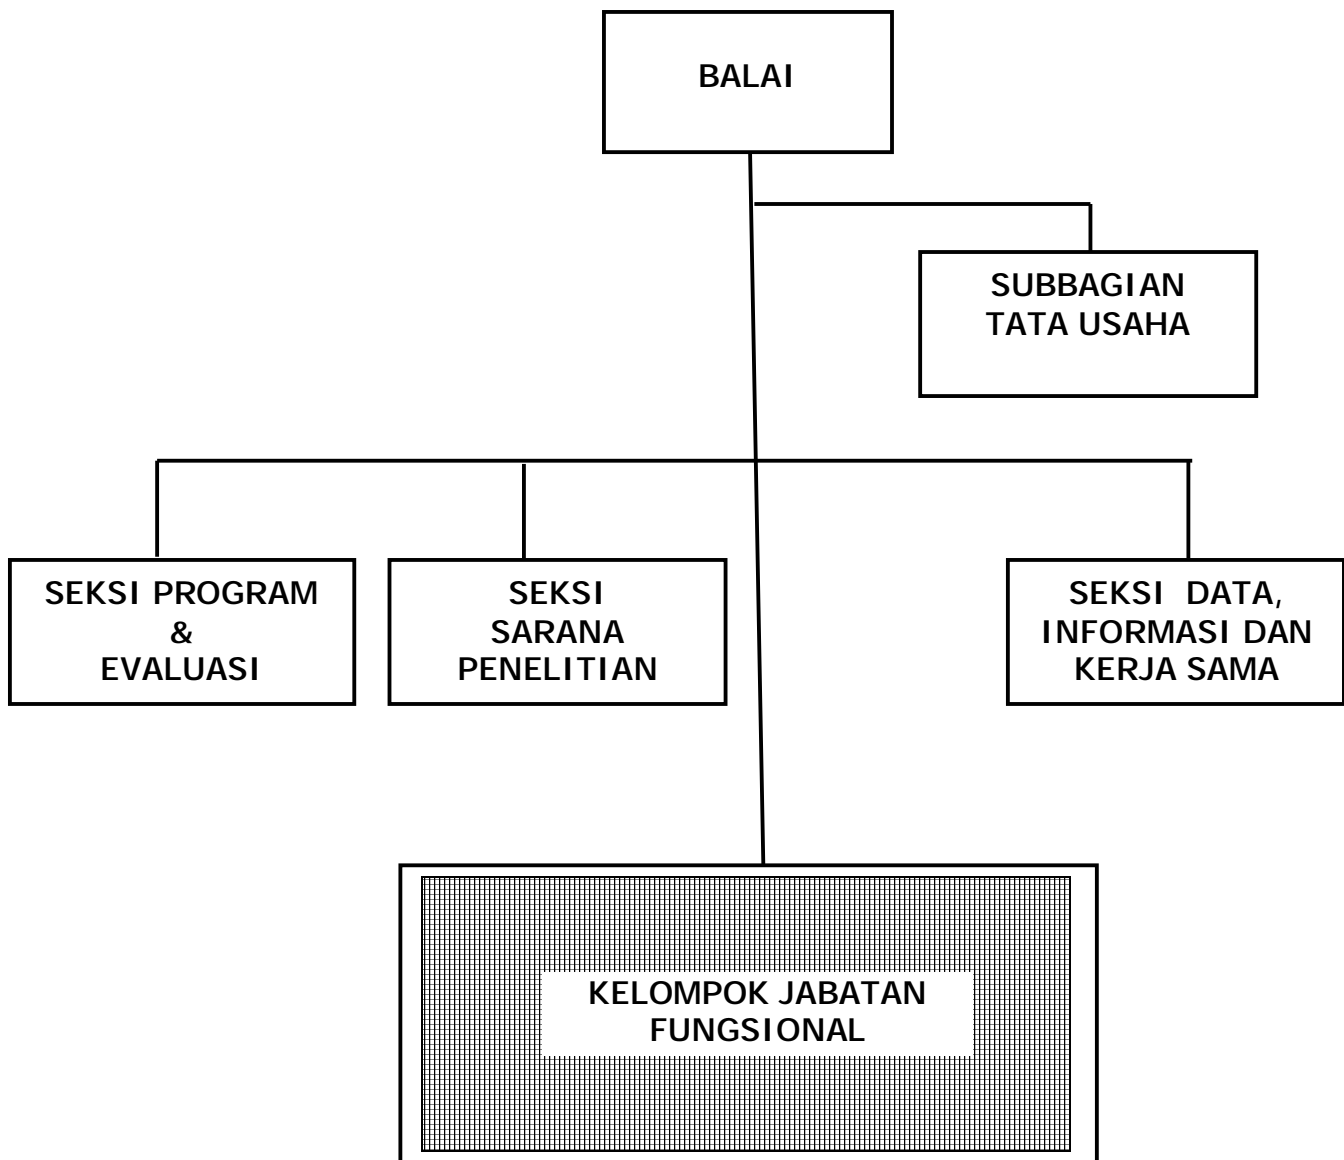 BALAI
SUBBAGIAN
TATA USAHA
SEKSI PROGRAM
&
EVALUASI
SEKSI
SARANA
PENELITIAN
SEKSI DATA,
INFORMASI DAN
KERJA SAMA
KELOMPOK JABATAN
FUNGSIONAL